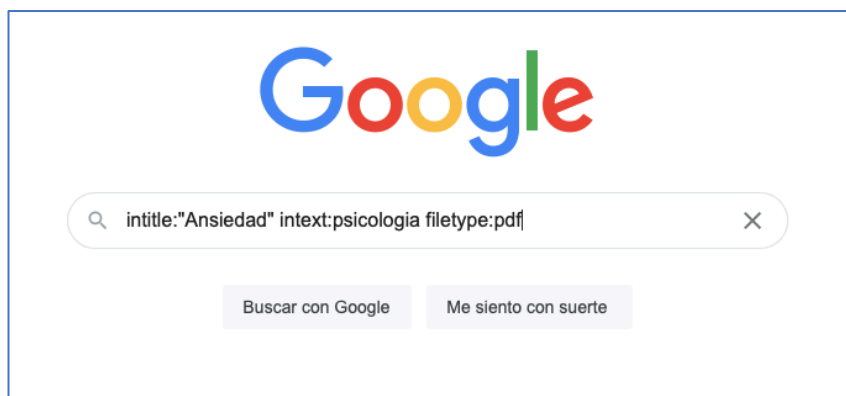 Google
intitle:"Ansiedad" intext:psicologia filetype:pdf
Buscar con Google
Me siento con suerte